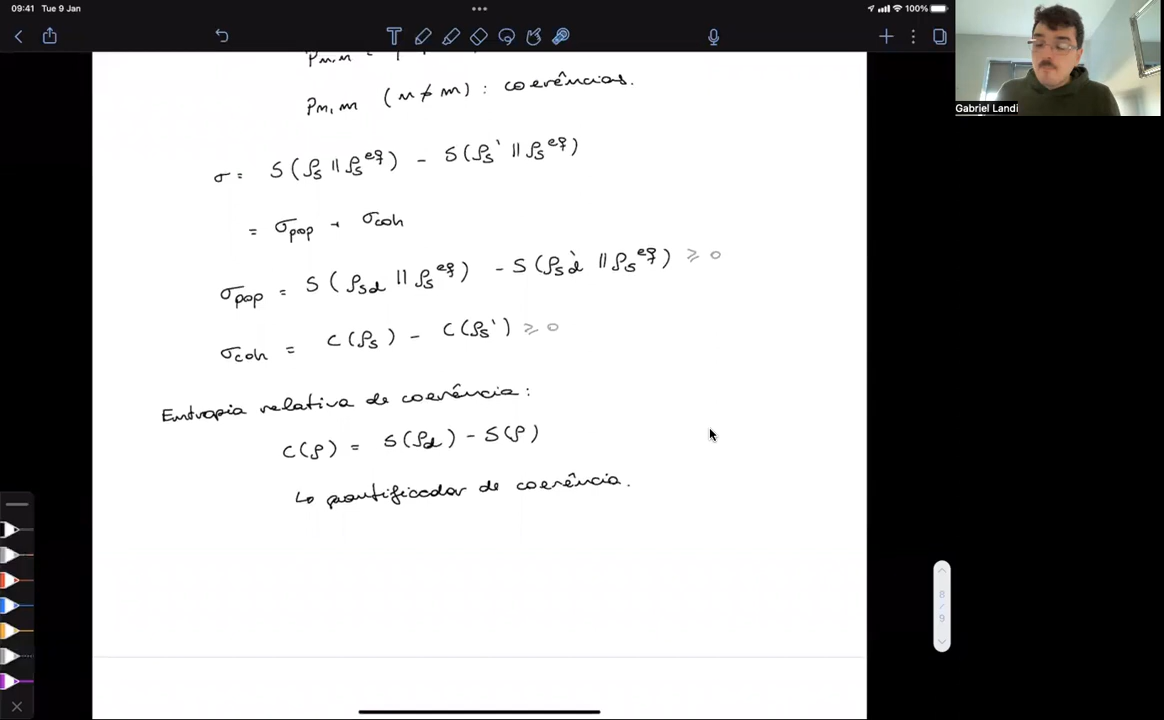 09:41 Tue 9 Jan
100%
Gabriel Landi
ρn,m (n ≠ m) : coerências.
σ = S(ρs || ρs^eq) - S(ρs' || ρs^eq)
= σpop + σcoh
σpop = S(ρsd || ρs^eq) - S(ρsd' || ρs^eq) ≥ 0
σcoh = C(ρs) - C(ρs') ≥ 0
Entropia relativa de coerência :
C(ρ) = S(ρd) - S(ρ)
↳ quantificador de coerência.
8
/
9